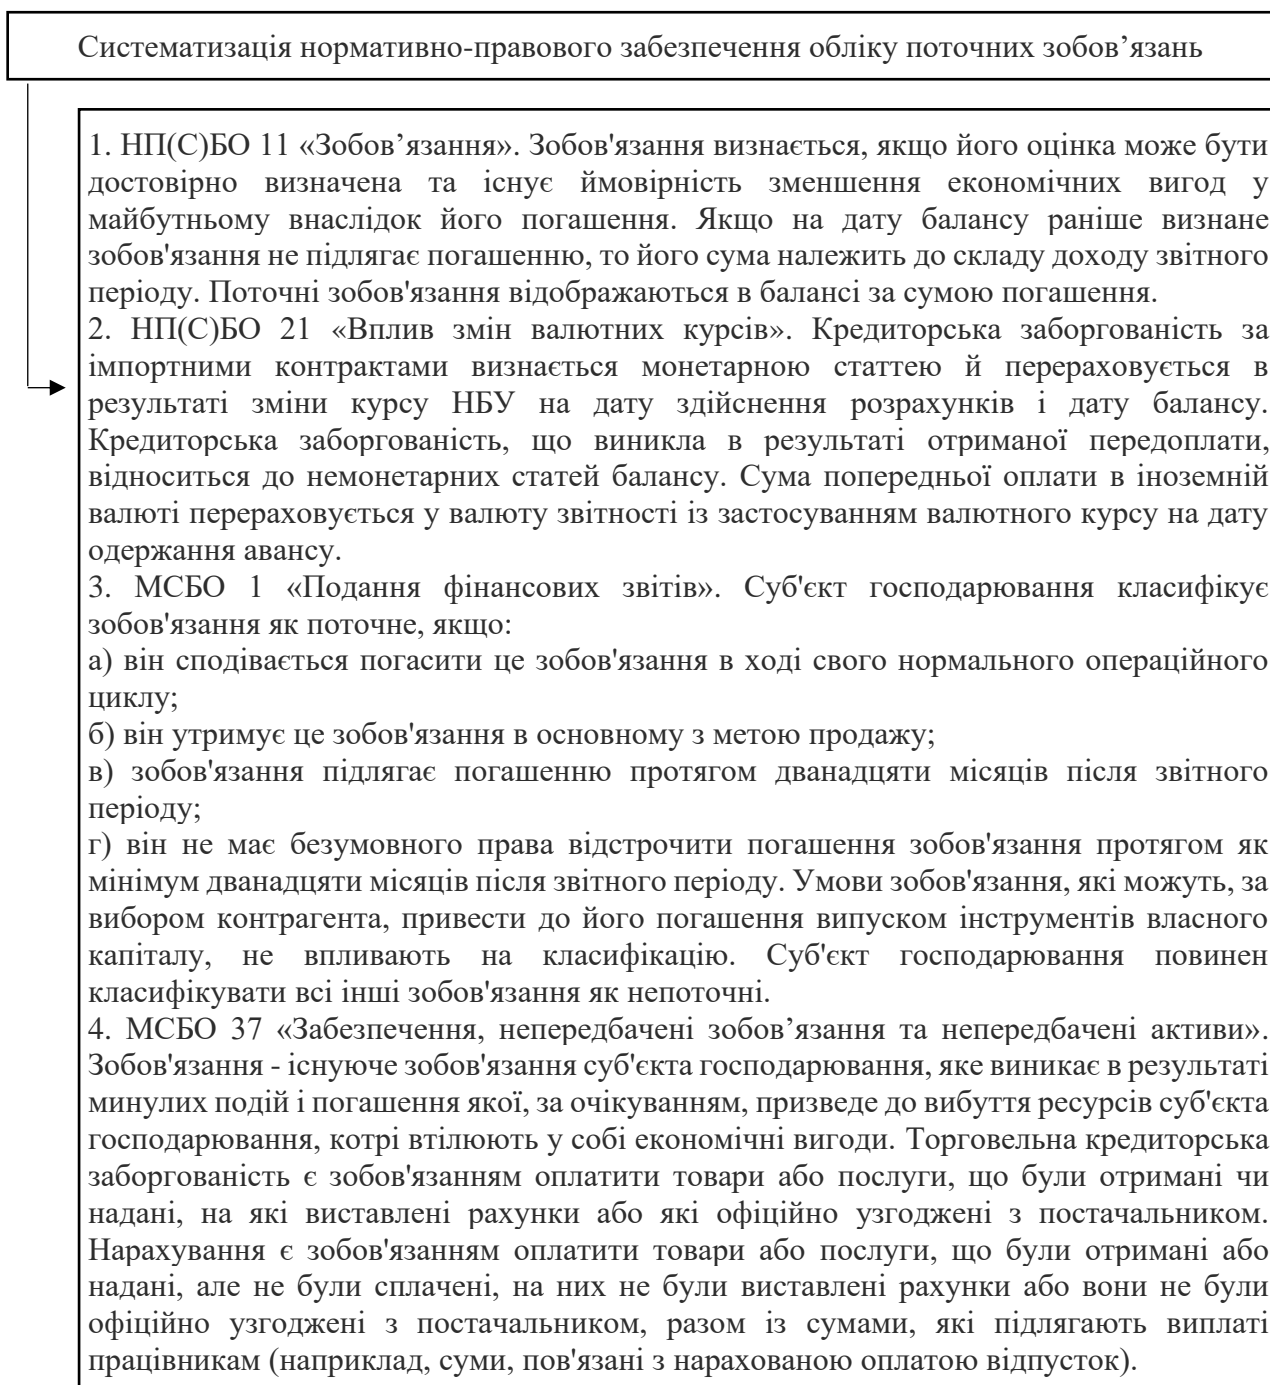 Систематизація нормативно-правового забезпечення обліку поточних зобов’язань
1. НП(С)БО 11 «Зобов’язання». Зобов'язання визнається, якщо його оцінка може бути
достовірно визначена та існує ймовірність зменшення економічних вигод у
майбутньому внаслідок його погашення. Якщо на дату балансу раніше визнане
зобов'язання не підлягає погашенню, то його сума належить до складу доходу звітного
періоду. Поточні зобов'язання відображаються в балансі за сумою погашення.
2. НП(С)БО 21 «Вплив змін валютних курсів». Кредиторська заборгованість за
імпортними контрактами визнається монетарною статтею й перераховується в
результаті зміни курсу НБУ на дату здійснення розрахунків і дату балансу.
Кредиторська заборгованість, що виникла в результаті отриманої передоплати,
відноситься до немонетарних статей балансу. Сума попередньої оплати в іноземній
валюті перераховується у валюту звітності із застосуванням валютного курсу на дату
одержання авансу.
3. МСБО 1 «Подання фінансових звітів». Суб'єкт господарювання класифікує
зобов'язання як поточне, якщо:
а) він сподівається погасити це зобов'язання в ході свого нормального операційного
циклу;
б) він утримує це зобов'язання в основному з метою продажу;
в) зобов'язання підлягає погашенню протягом дванадцяти місяців після звітного
періоду;
г) він не має безумовного права відстрочити погашення зобов'язання протягом як
мінімум дванадцяти місяців після звітного періоду. Умови зобов'язання, які можуть, за
вибором контрагента, привести до його погашення випуском інструментів власного
капіталу, не впливають на класифікацію. Суб'єкт господарювання повинен
класифікувати всі інші зобов'язання як непоточні.
4. МСБО 37 «Забезпечення, непередбачені зобов’язання та непередбачені активи».
Зобов'язання - існуюче зобов'язання суб'єкта господарювання, яке виникає в результаті
минулих подій і погашення якої, за очікуванням, призведе до вибуття ресурсів суб'єкта
господарювання, котрі втілюють у собі економічні вигоди. Торговельна кредиторська
заборгованість є зобов'язанням оплатити товари або послуги, що були отримані чи
надані, на які виставлені рахунки або які офіційно узгоджені з постачальником.
Нарахування є зобов'язанням оплатити товари або послуги, що були отримані або
надані, але не були сплачені, на них не були виставлені рахунки або вони не були
офіційно узгоджені з постачальником, разом із сумами, які підлягають виплаті
працівникам (наприклад, суми, пов'язані з нарахованою оплатою відпусток).